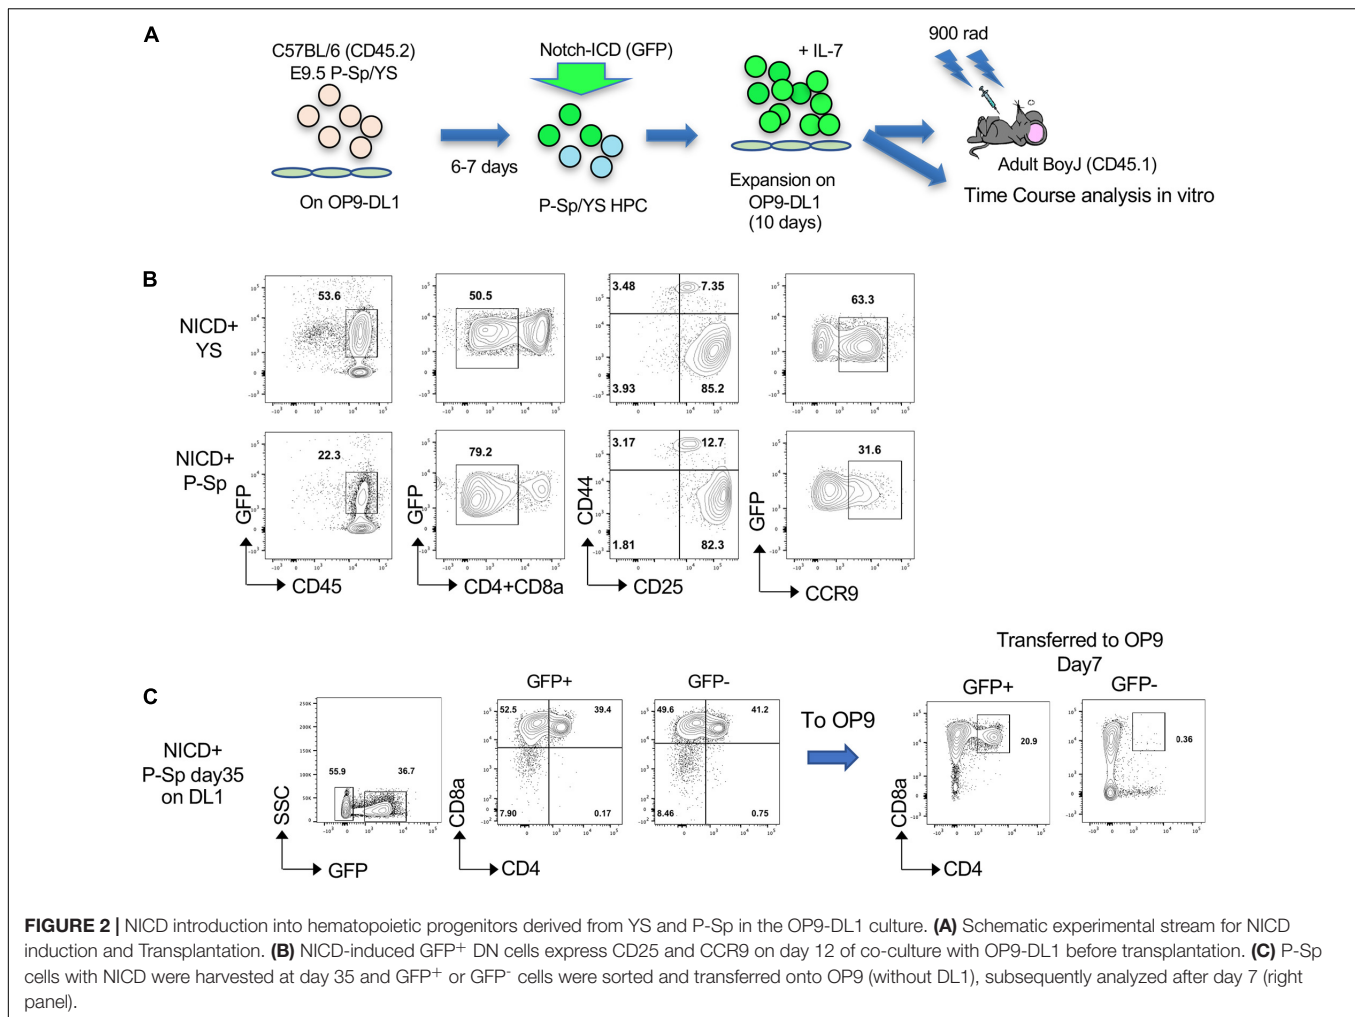 A
C57BL/6 (CD45.2)
E9.5 P-Sp/YS
On OP9-DL1
6-7 days
Notch-ICD (GFP)
P-Sp/YS HPC
+ IL-7
Expansion on
OP9-DL1
(10 days)
900 rad
Adult BoyJ (CD45.1)
Time Course analysis in vitro
B
NICD+
YS
53.6
50.5
3.48
7.35
3.93
85.2
63.3
NICD+
P-Sp
22.3
79.2
3.17
12.7
1.81
82.3
31.6
GFP
CD45
GFP
CD4+CD8a
CD44
CD25
GFP
CCR9
C
NICD+
P-Sp day35
on DL1
55.9
36.7
250K
200K
150K
100K
50K
0
SSC
GFP
GFP+
52.5
39.4
7.90
0.17
GFP-
49.6
41.2
8.46
0.75
CD8a
CD4
To OP9
Transferred to OP9
Day7
GFP+
20.9
GFP-
0.36
CD8a
CD4
FIGURE 2 | NICD introduction into hematopoietic progenitors derived from YS and P-Sp in the OP9-DL1 culture. (A) Schematic experimental stream for NICD
induction and Transplantation. (B) NICD-induced GFP⁺ DN cells express CD25 and CCR9 on day 12 of co-culture with OP9-DL1 before transplantation. (C) P-Sp
cells with NICD were harvested at day 35 and GFP⁺ or GFP⁻ cells were sorted and transferred onto OP9 (without DL1), subsequently analyzed after day 7 (right
panel).